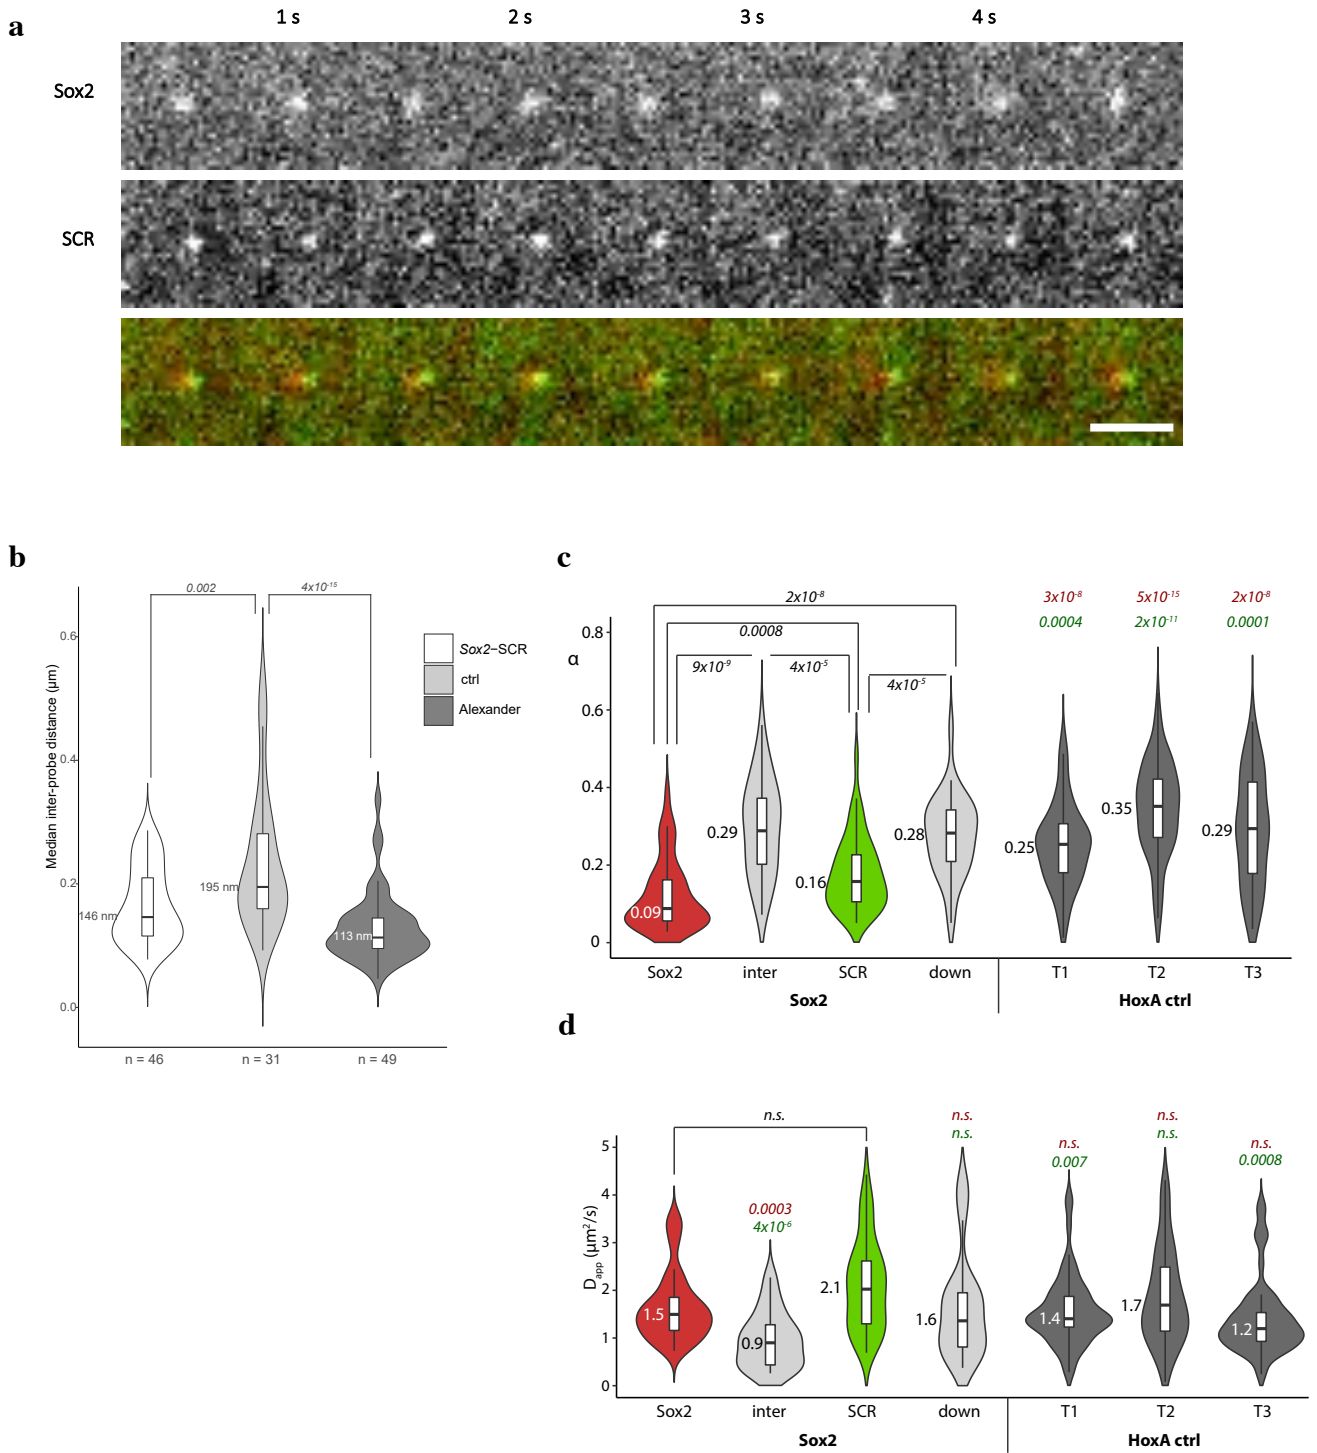 a
1 s 2 s 3 s 4 s
Sox2
SCR
b
0.002 4x10⁻¹⁵
Median inter-probe distance (µm)
0.6
0.4
0.2
0.0
146 nm
195 nm
113 nm
Sox2−SCR
ctrl
Alexander
n = 46 n = 31 n = 49
c
2x10⁻⁸
0.0008
9x10⁻⁹ 4x10⁻⁵ 4x10⁻⁵
3x10⁻⁸ 5x10⁻¹⁵ 2x10⁻⁸
0.0004 2x10⁻¹¹ 0.0001
α
0.8
0.6
0.4
0.2
0
0.09 0.29 0.16 0.28 0.25 0.35 0.29
Sox2 inter SCR down T1 T2 T3
Sox2 HoxA ctrl
d
n.s.
n.s. n.s. n.s. n.s.
n.s. 0.007 n.s. 0.0008
0.0003
4x10⁻⁶
Dapp (µm²/s)
5
4
3
2
1
0
1.5 0.9 2.1 1.6 1.4 1.7 1.2
Sox2 inter SCR down T1 T2 T3
Sox2 HoxA ctrl